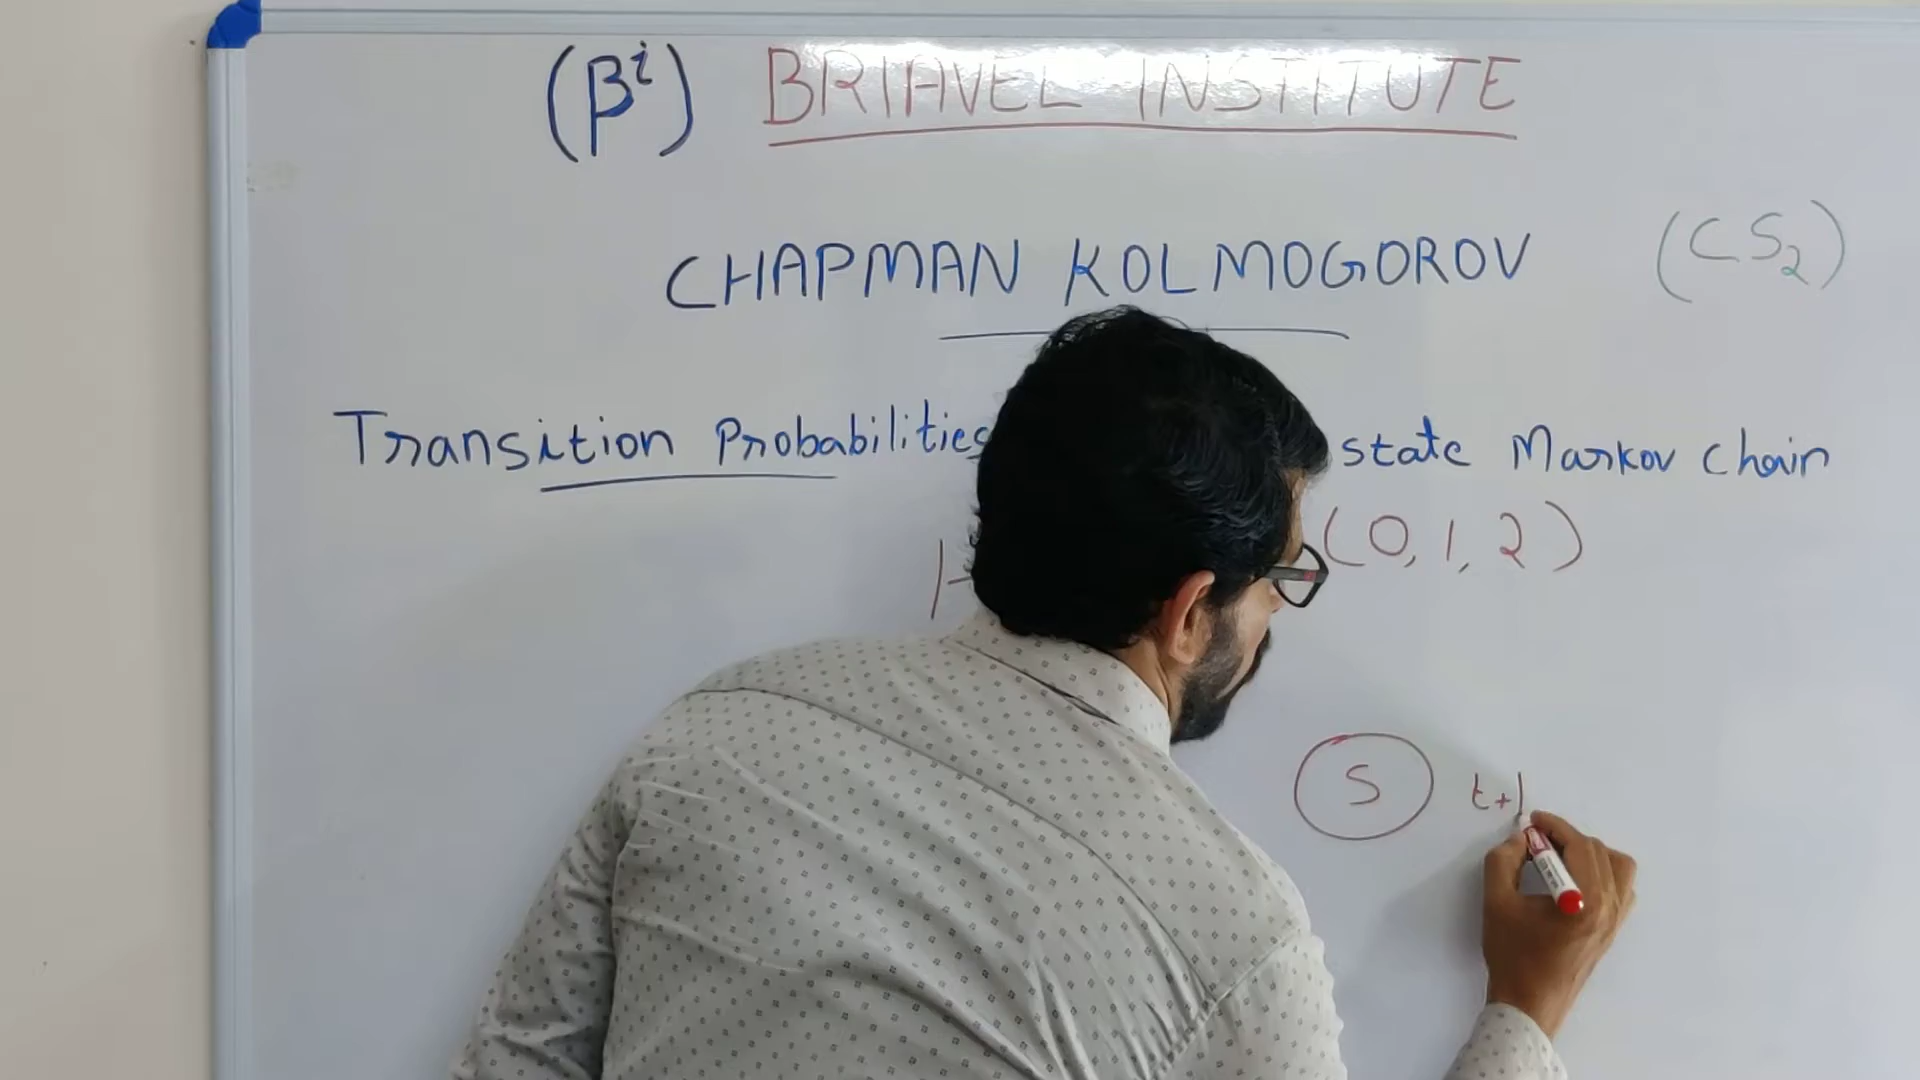 (βⁱ) BRIAVEL INSTITUTE
CHAPMAN KOLMOGOROV (CS₂)
Transition Probabilities state Markov Chain
(0, 1, 2)
S t+1